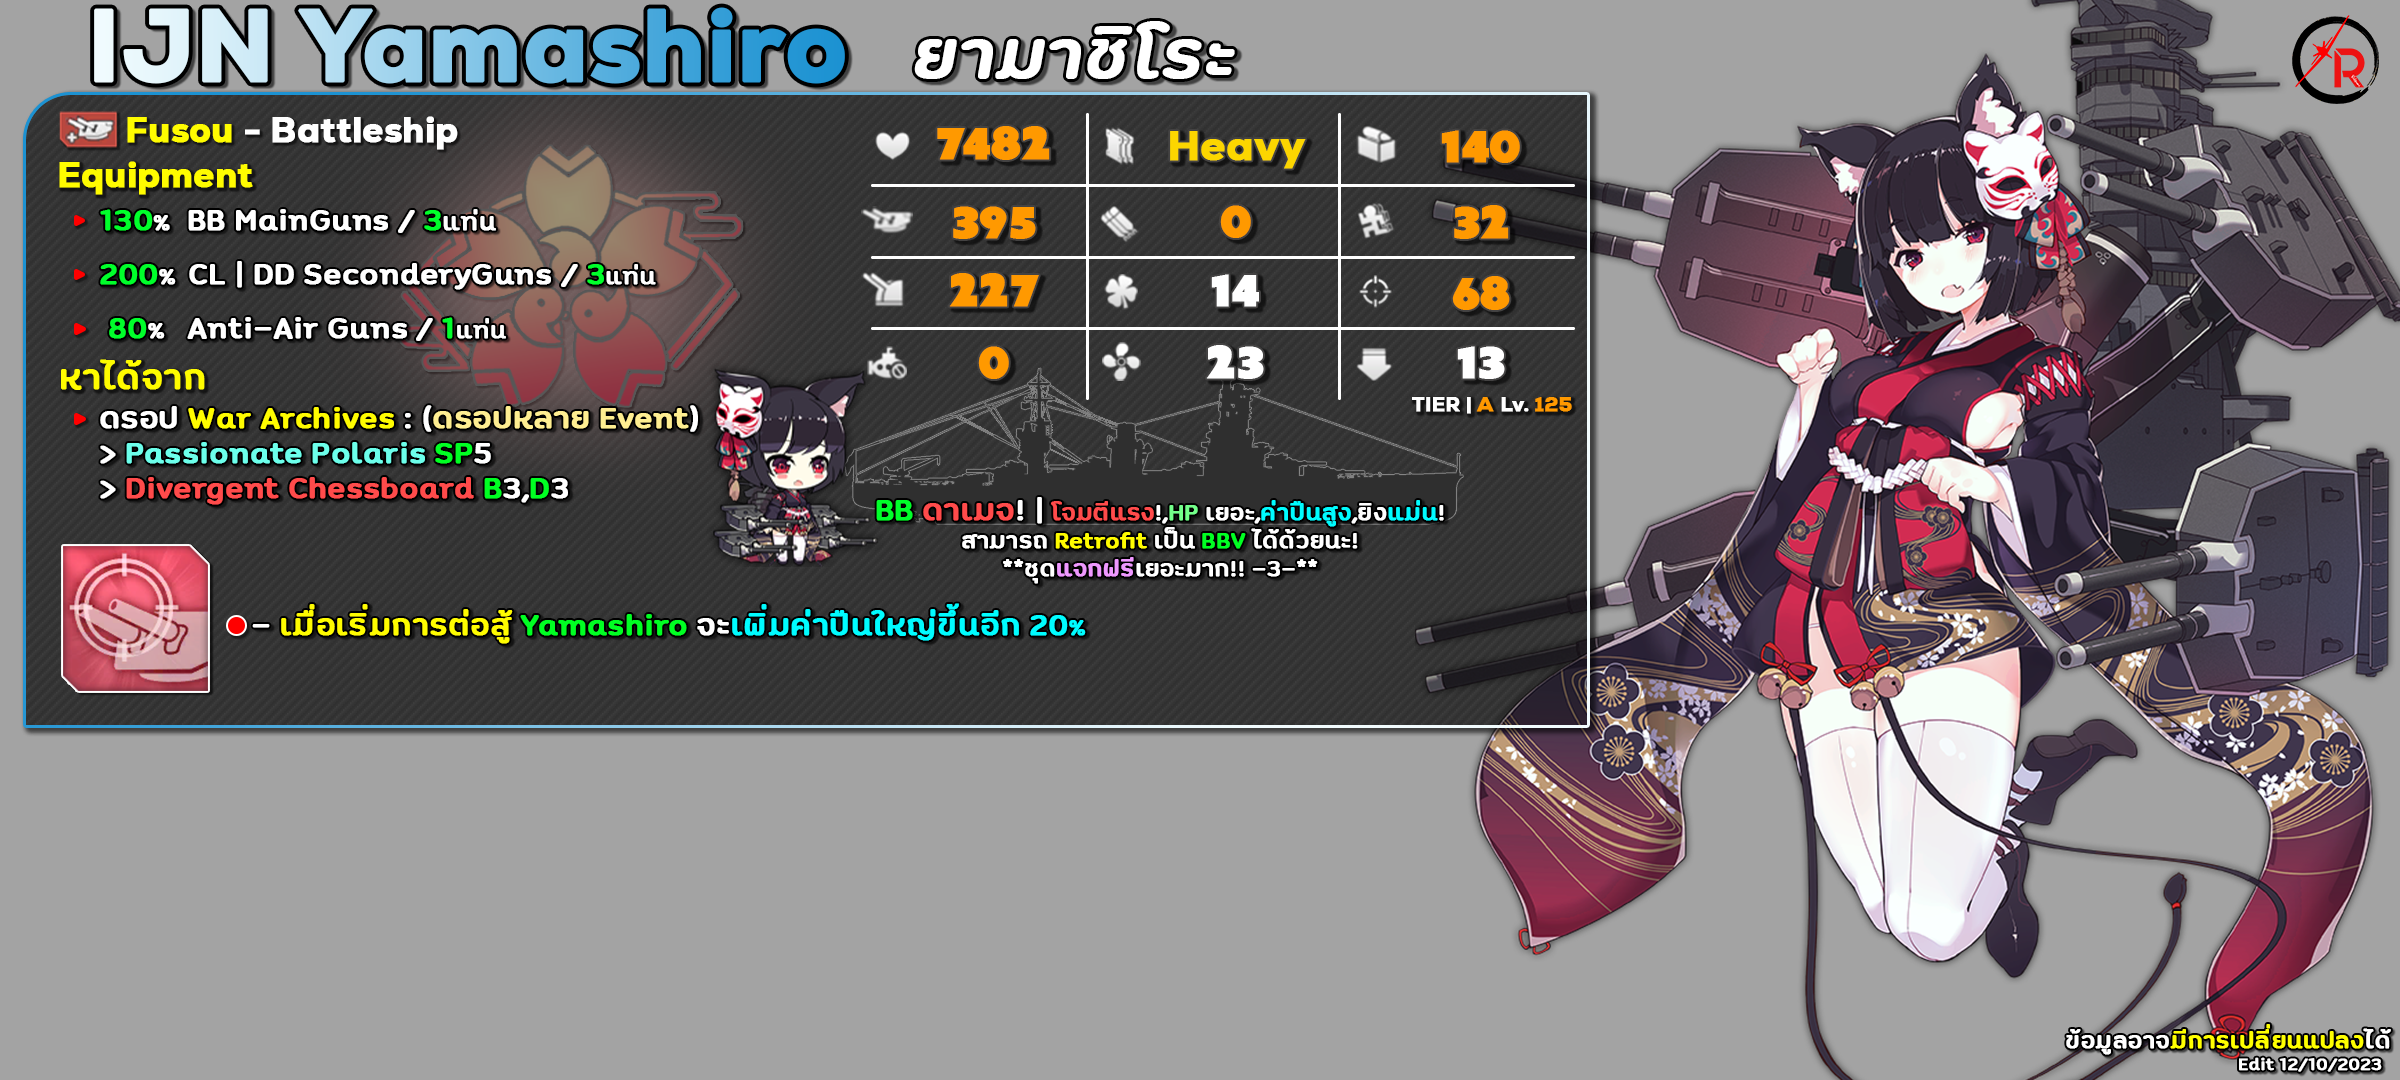 IJN Yamashiro ยามาชิโระ
Fusou - Battleship
Equipment
130% BB MainGuns / 3แท่น
200% CL | DD SeconderyGuns / 3แท่น
80% Anti-Air Guns / 1แท่น
หาได้จาก
ดรอป War Archives : (ดรอปหลาย Event)
> Passionate Polaris SP5
> Divergent Chessboard B3,D3
7482 Heavy 140
395 0 32
227 14 68
0 23 13
TIER | A Lv. 125
BB ดาเมจ! | โจมตีแรง!,HP เยอะ,ค่าปืนสูง,ยิงแม่น!
สามารถ Retrofit เป็น BBV ได้ด้วยนะ!
**ชุดแจกฟรีเยอะมาก!! -3-**
- เมื่อเริ่มการต่อสู้ Yamashiro จะเพิ่มค่าปืนใหญ่ขึ้นอีก 20%
R
ข้อมูลอาจมีการเปลี่ยนแปลงได้
Edit 12/10/2023